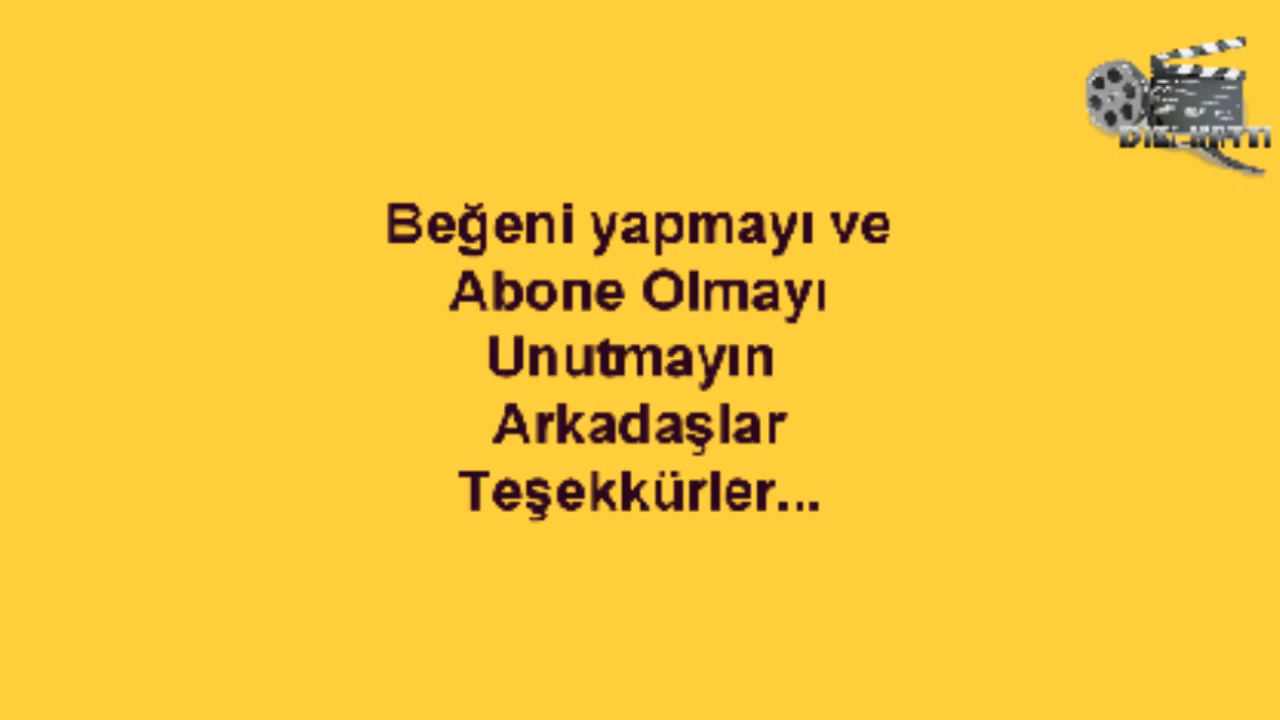 Beğeni yapmayı ve
Abone Olmayı
Unutmayın
Arkadaşlar
Teşekkürler...